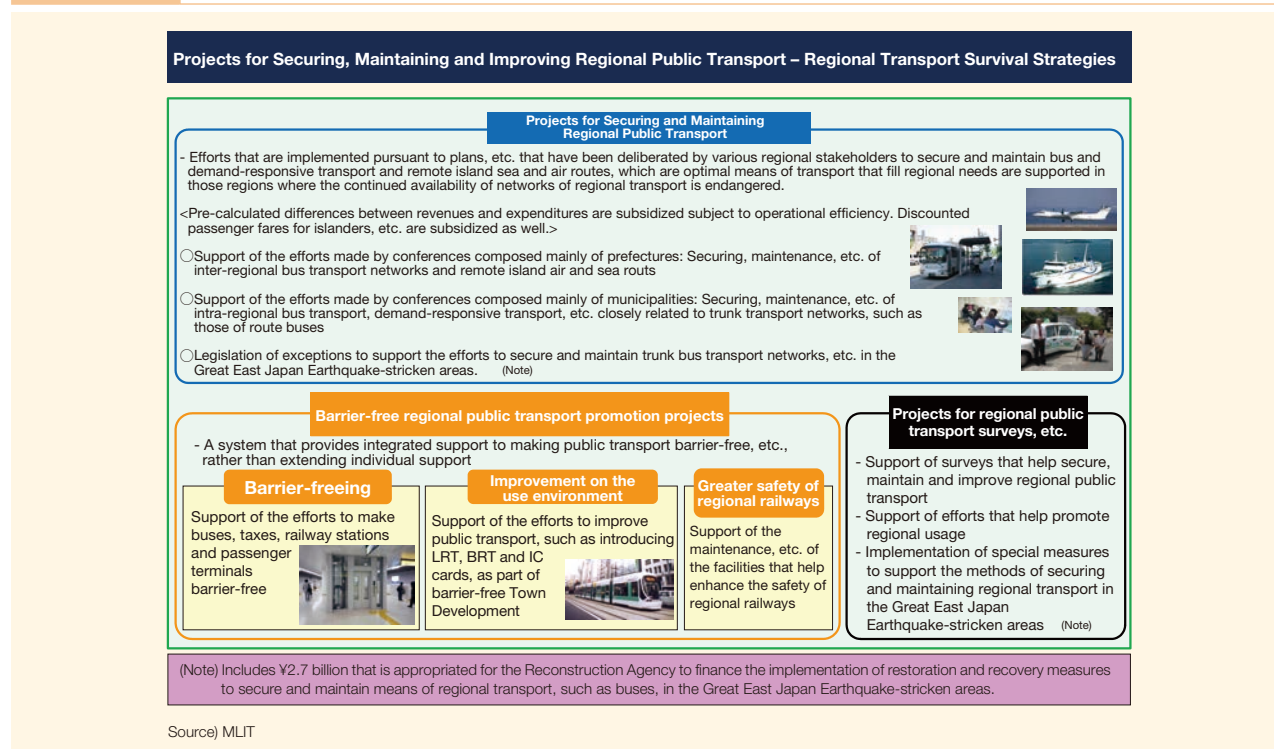 Projects for Securing, Maintaining and Improving Regional Public Transport – Regional Transport Survival Strategies
Projects for Securing and Maintaining
Regional Public Transport
- Efforts that are implemented pursuant to plans, etc. that have been deliberated by various regional stakeholders to secure and maintain bus and
demand-responsive transport and remote island sea and air routes, which are optimal means of transport that fill regional needs are supported in
those regions where the continued availability of networks of regional transport is endangered.
<Pre-calculated differences between revenues and expenditures are subsidized subject to operational efficiency. Discounted
passenger fares for islanders, etc. are subsidized as well.>
○Support of the efforts made by conferences composed mainly of prefectures: Securing, maintenance, etc. of
inter-regional bus transport networks and remote island air and sea routs
○Support of the efforts made by conferences composed mainly of municipalities: Securing, maintenance, etc. of
intra-regional bus transport, demand-responsive transport, etc. closely related to trunk transport networks, such as
those of route buses
○Legislation of exceptions to support the efforts to secure and maintain trunk bus transport networks, etc. in the
Great East Japan Earthquake-stricken areas. (Note)
Barrier-free regional public transport promotion projects
- A system that provides integrated support to making public transport barrier-free, etc.,
rather than extending individual support
Barrier-freeing
Support of the efforts to make
buses, taxes, railway stations
and passenger
terminals
barrier-free
Improvement on the
use environment
Support of the efforts to improve
public transport, such as introducing
LRT, BRT and IC
cards, as part of
barrier-free Town
Development
Greater safety of
regional railways
Support of the
maintenance, etc. of
the facilities that help
enhance the safety of
regional railways
Projects for regional public
transport surveys, etc.
- Support of surveys that help secure,
maintain and improve regional public
transport
- Support of efforts that help promote
regional usage
- Implementation of special measures
to support the methods of securing
and maintaining regional transport in
the Great East Japan
Earthquake-stricken areas (Note)
(Note) Includes ¥2.7 billion that is appropriated for the Reconstruction Agency to finance the implementation of restoration and recovery measures
to secure and maintain means of regional transport, such as buses, in the Great East Japan Earthquake-stricken areas.
Source) MLIT